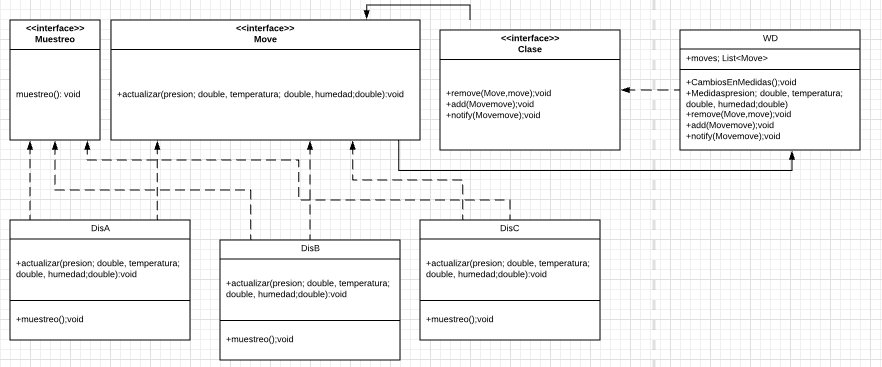 <<interface>>
Muestreo
muestreo(): void
<<interface>>
Move
+actualizar(presion; double, temperatura; double, humedad;double):void
<<interface>>
Clase
+remove(Move,move);void
+add(Movemove);void
+notify(Movemove);void
WD
+moves; List<Move>
+CambiosEnMedidas();void
+Medidaspresion; double, temperatura;
double, humedad;double)
+remove(Move,move);void
+add(Movemove);void
+notify(Movemove);void
DisA
+actualizar(presion; double, temperatura;
double, humedad;double):void
+muestreo();void
DisB
+actualizar(presion; double, temperatura;
double, humedad;double):void
+muestreo();void
DisC
+actualizar(presion; double, temperatura;
double, humedad;double):void
+muestreo();void